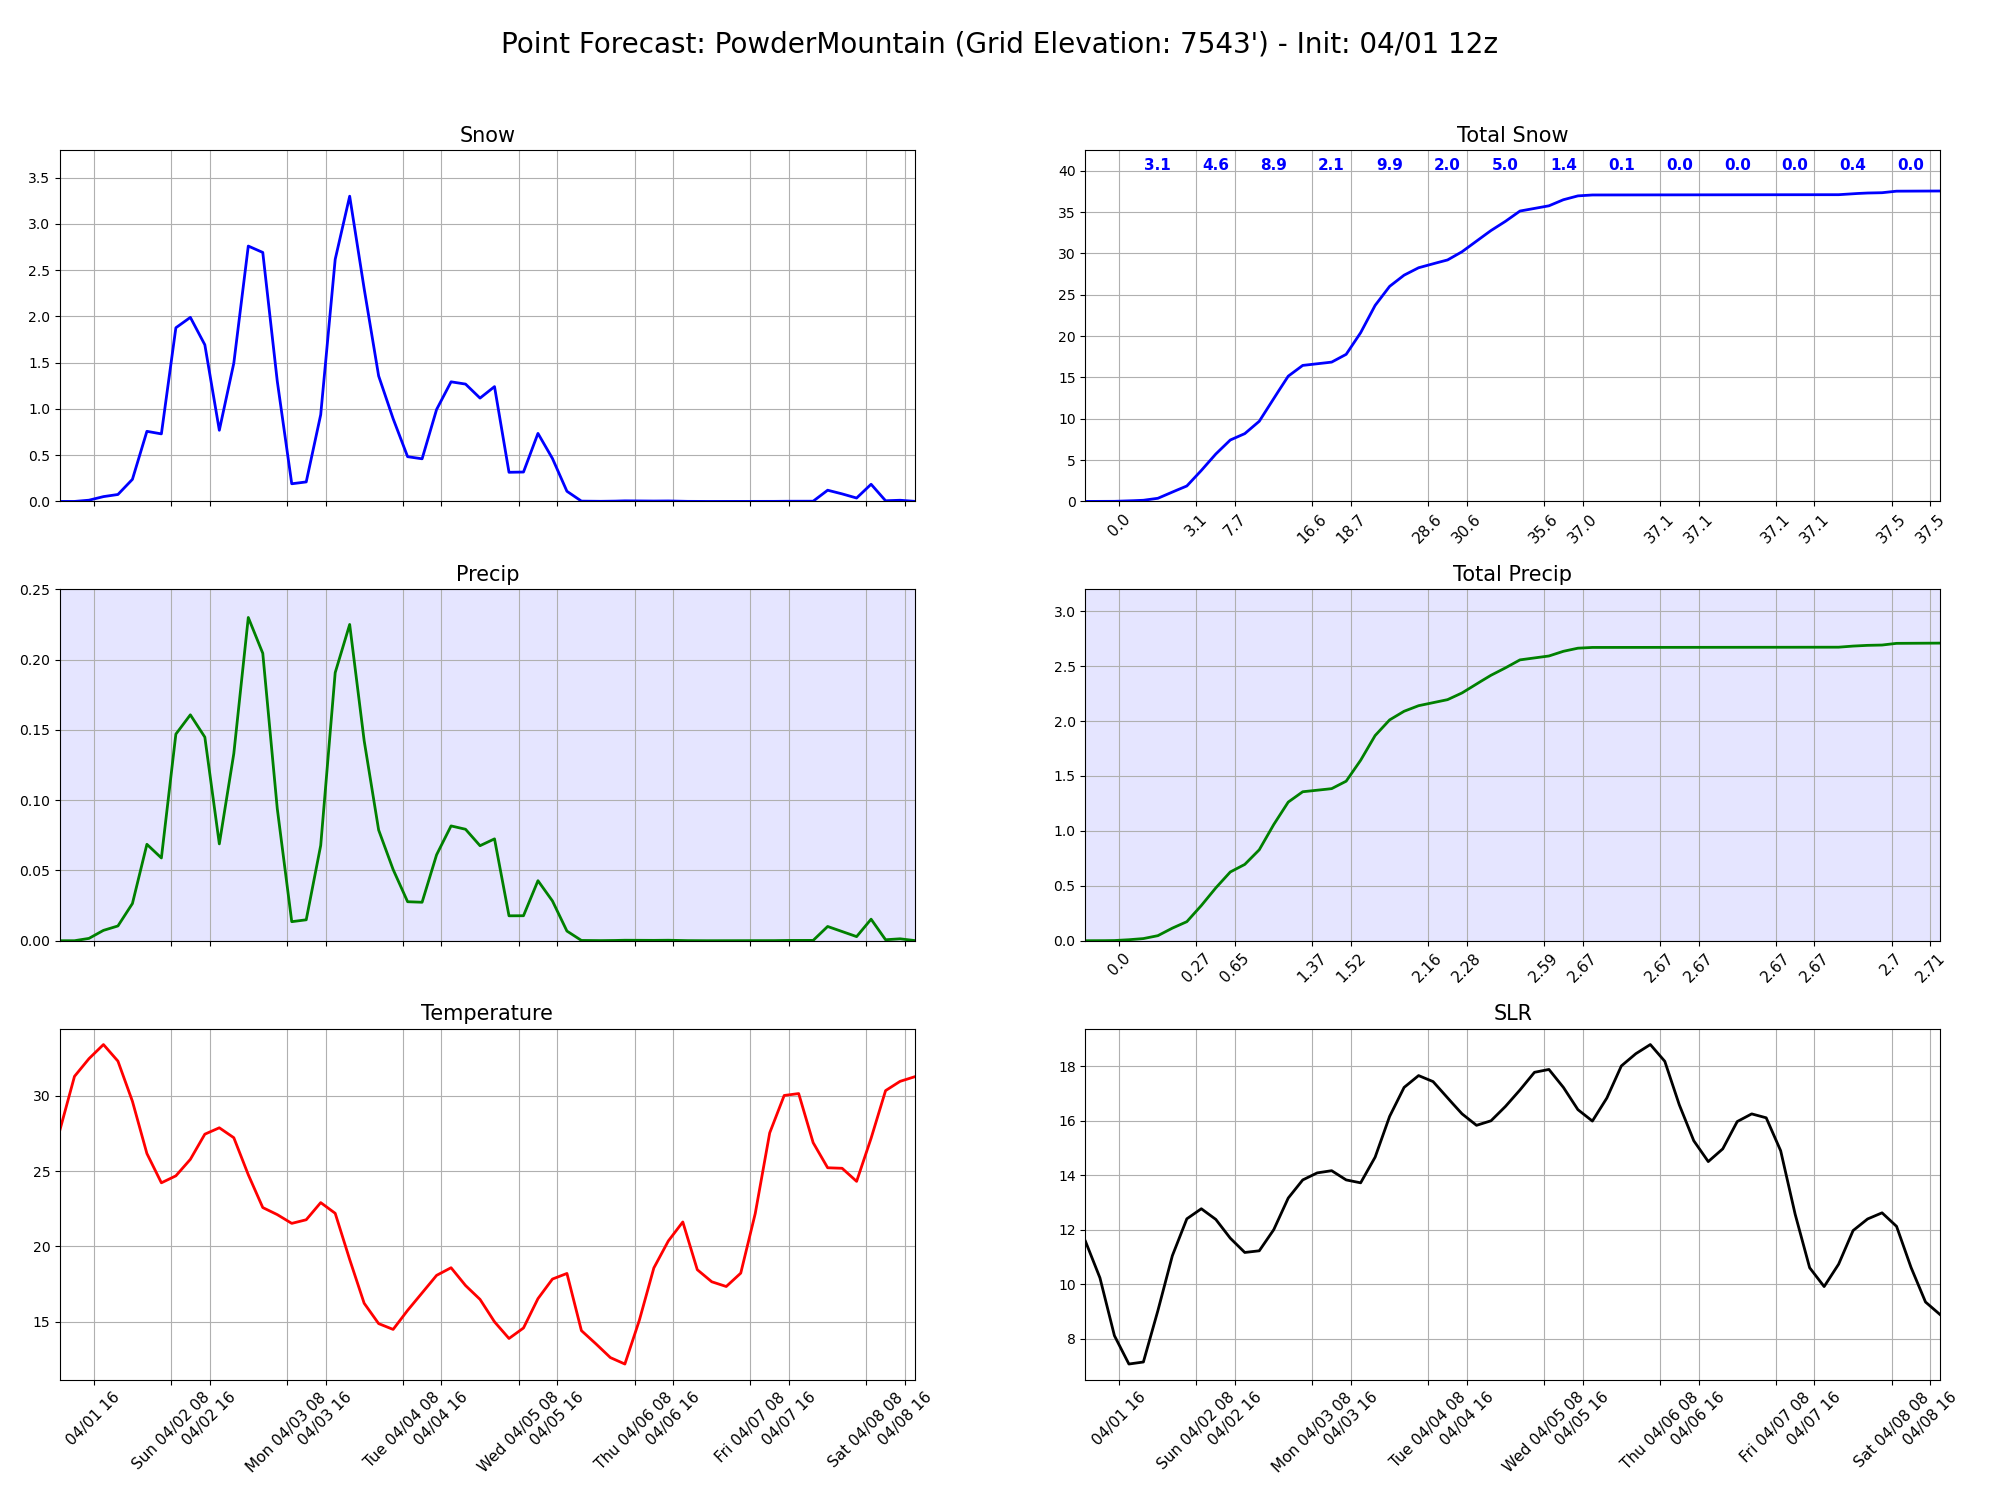 Point Forecast: PowderMountain (Grid Elevation: 7543') - Init: 04/01 12z
Snow
3.5
3.0
2.5
2.0
1.5
1.0
0.5
0.0
Total Snow
3.1 4.6 8.9 2.1 9.9 2.0 5.0 1.4 0.1 0.0 0.0 0.0 0.4 0.0
40
35
30
25
20
15
10
5
0
0.0 3.1 7.7 16.6 18.7 28.6 30.6 35.6 37.0 37.1 37.1 37.1 37.1 37.5 37.5
Precip
0.25
0.20
0.15
0.10
0.05
0.00
Total Precip
3.0
2.5
2.0
1.5
1.0
0.5
0.0
0.0 0.27 0.65 1.37 1.52 2.16 2.28 2.59 2.67 2.67 2.67 2.67 2.67 2.7 2.71
Temperature
30
25
20
15
04/01 16
Sun 04/02 08
04/02 16
Mon 04/03 08
04/03 16
Tue 04/04 08
04/04 16
Wed 04/05 08
04/05 16
Thu 04/06 08
04/06 16
Fri 04/07 08
04/07 16
Sat 04/08 08
04/08 16
SLR
18
16
14
12
10
8
04/01 16
Sun 04/02 08
04/02 16
Mon 04/03 08
04/03 16
Tue 04/04 08
04/04 16
Wed 04/05 08
04/05 16
Thu 04/06 08
04/06 16
Fri 04/07 08
04/07 16
Sat 04/08 08
04/08 16